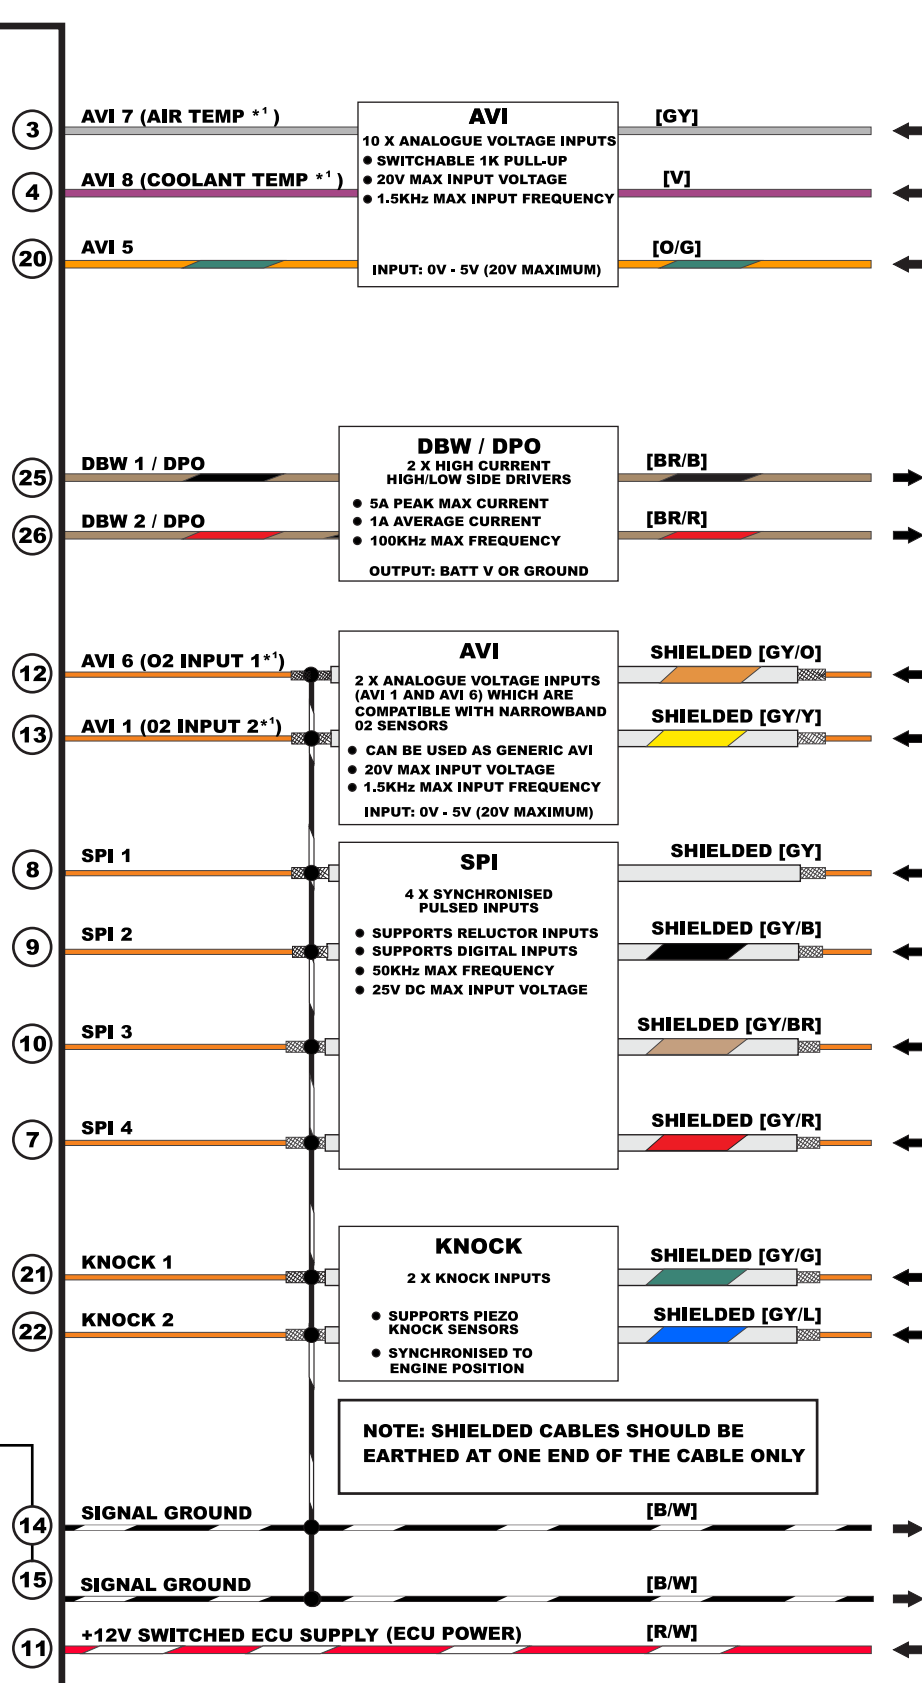 3
AVI 7 (AIR TEMP *¹ )
AVI
[GY]
10 X ANALOGUE VOLTAGE INPUTS
SWITCHABLE 1K PULL-UP
4
AVI 8 (COOLANT TEMP *¹ )
20V MAX INPUT VOLTAGE
[V]
1.5KHz MAX INPUT FREQUENCY
20
AVI 5
[O/G]
INPUT: 0V - 5V (20V MAXIMUM)
DBW / DPO
25
DBW 1 / DPO
2 X HIGH CURRENT
[BR/B]
HIGH/LOW SIDE DRIVERS
5A PEAK MAX CURRENT
26
DBW 2 / DPO
1A AVERAGE CURRENT
[BR/R]
100KHz MAX FREQUENCY
OUTPUT: BATT V OR GROUND
12
AVI 6 (O2 INPUT 1*¹)
AVI
SHIELDED [GY/O]
2 X ANALOGUE VOLTAGE INPUTS
(AVI 1 AND AVI 6) WHICH ARE
COMPATIBLE WITH NARROWBAND
02 SENSORS
13
AVI 1 (02 INPUT 2*¹)
SHIELDED [GY/Y]
CAN BE USED AS GENERIC AVI
20V MAX INPUT VOLTAGE
1.5KHz MAX INPUT FREQUENCY
INPUT: 0V - 5V (20V MAXIMUM)
8
SPI 1
SPI
SHIELDED [GY]
4 X SYNCHRONISED
PULSED INPUTS
9
SPI 2
SUPPORTS RELUCTOR INPUTS
SHIELDED [GY/B]
SUPPORTS DIGITAL INPUTS
50KHz MAX FREQUENCY
25V DC MAX INPUT VOLTAGE
10
SPI 3
SHIELDED [GY/BR]
7
SPI 4
SHIELDED [GY/R]
21
KNOCK 1
KNOCK
SHIELDED [GY/G]
2 X KNOCK INPUTS
22
KNOCK 2
SUPPORTS PIEZO
KNOCK SENSORS
SHIELDED [GY/L]
SYNCHRONISED TO
ENGINE POSITION
NOTE: SHIELDED CABLES SHOULD BE
EARTHED AT ONE END OF THE CABLE ONLY
14
SIGNAL GROUND
[B/W]
15
SIGNAL GROUND
[B/W]
11
+12V SWITCHED ECU SUPPLY (ECU POWER)
[R/W]